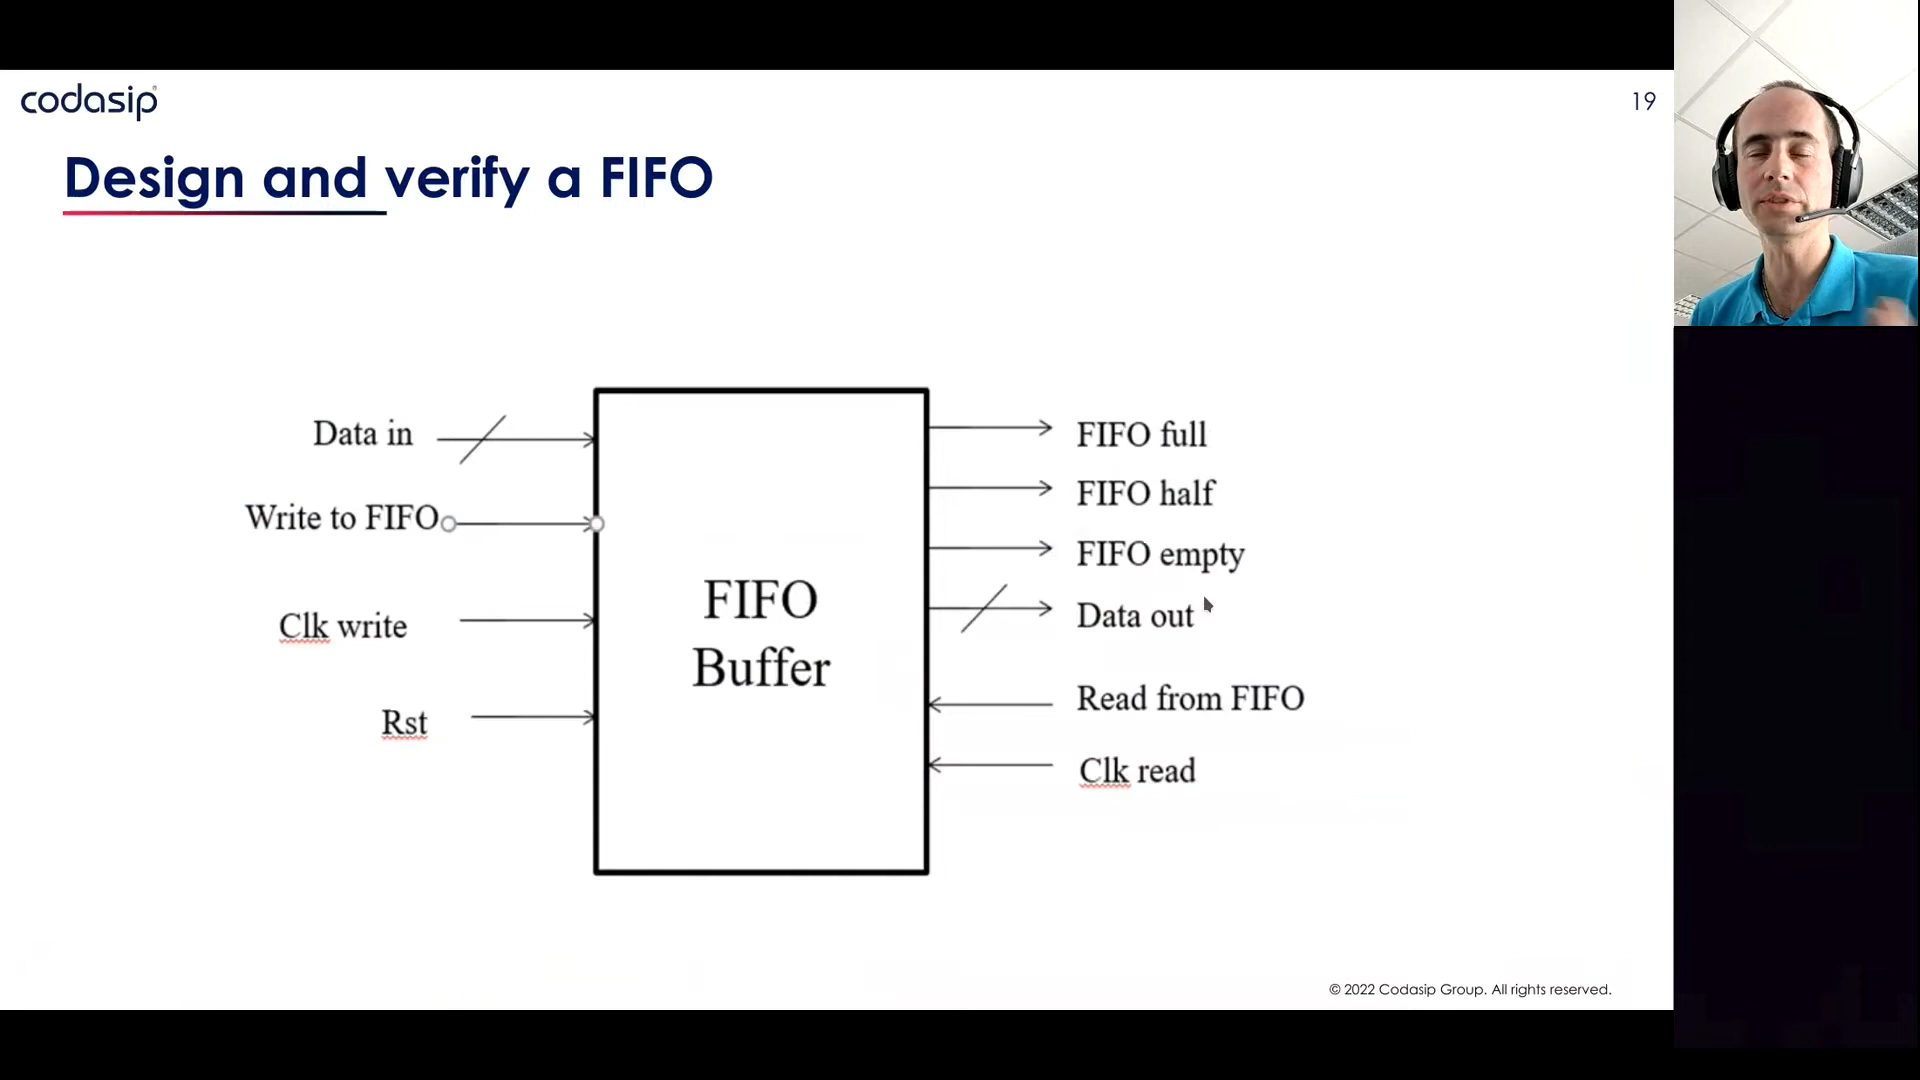 codasip
19
Design and verify a FIFO
Data in
Write to FIFO
Clk write
Rst
FIFO
Buffer
FIFO full
FIFO half
FIFO empty
Data out
Read from FIFO
Clk read
© 2022 Codasip Group. All rights reserved.